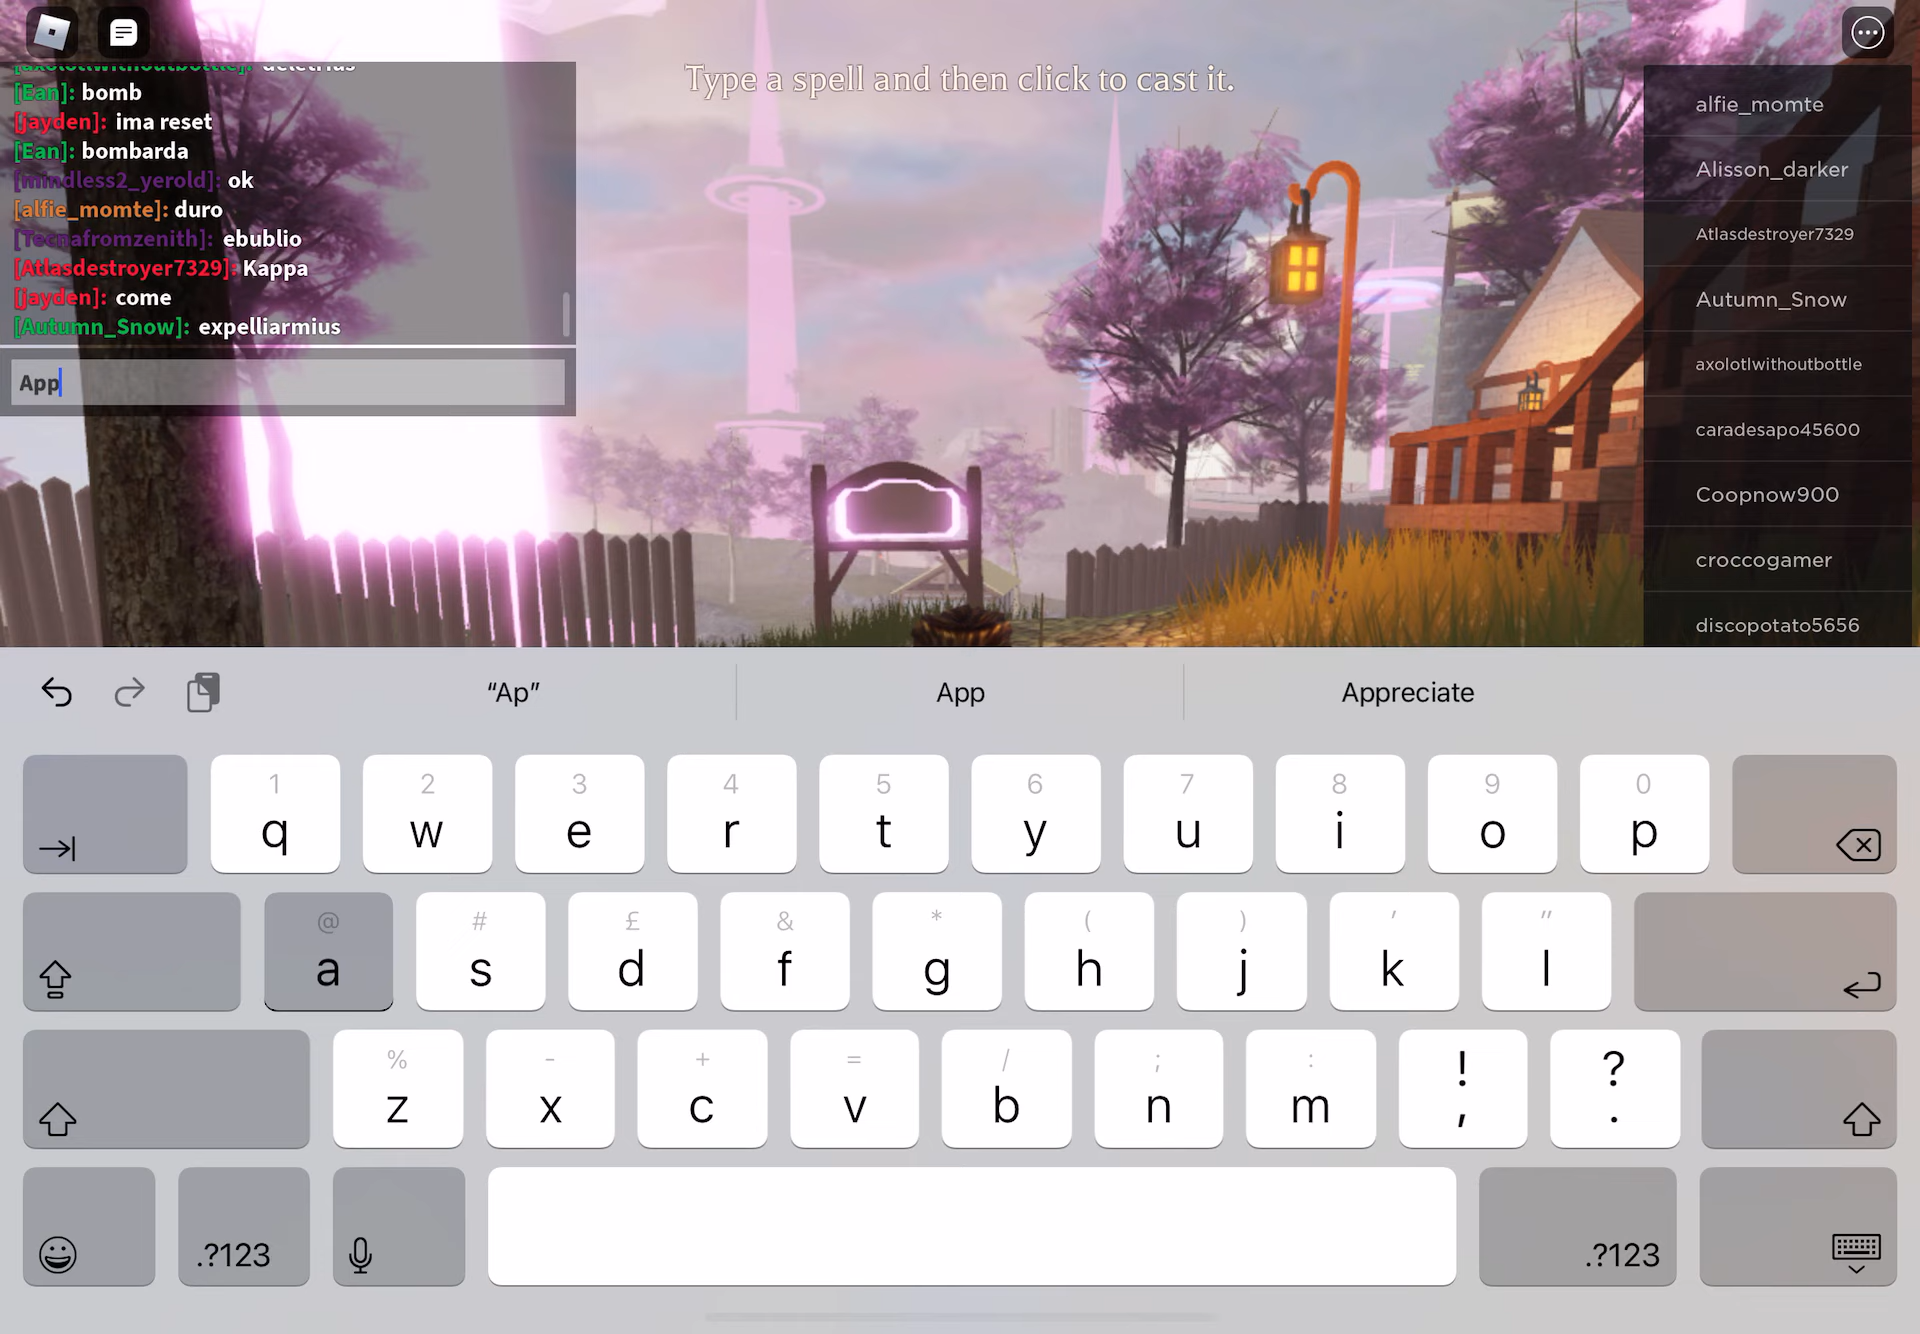 [axolotlwithoutbottle]: deletrius
[Ean]: bomb
[jayden]: ima reset
[Ean]: bombarda
[mindless2_yerold]: ok
[alfie_momte]: duro
[Tecnafromzenith]: ebublio
[Atlasdestroyer7329]: Kappa
[jayden]: come
[Autumn_Snow]: expelliarmius
App
Type a spell and then click to cast it.
alfie_momte
Alisson_darker
Atlasdestroyer7329
Autumn_Snow
axolotlwithoutbottle
caradesapo45600
Coopnow900
croccogamer
discopotato5656
“Ap” App Appreciate
1 2 3 4 5 6 7 8 9 0
q w e r t y u i o p
@ # £ & * ( ) ' "
a s d f g h j k l
% - + = / ; : ! ?
z x c v b n m , .
.?123 .?123